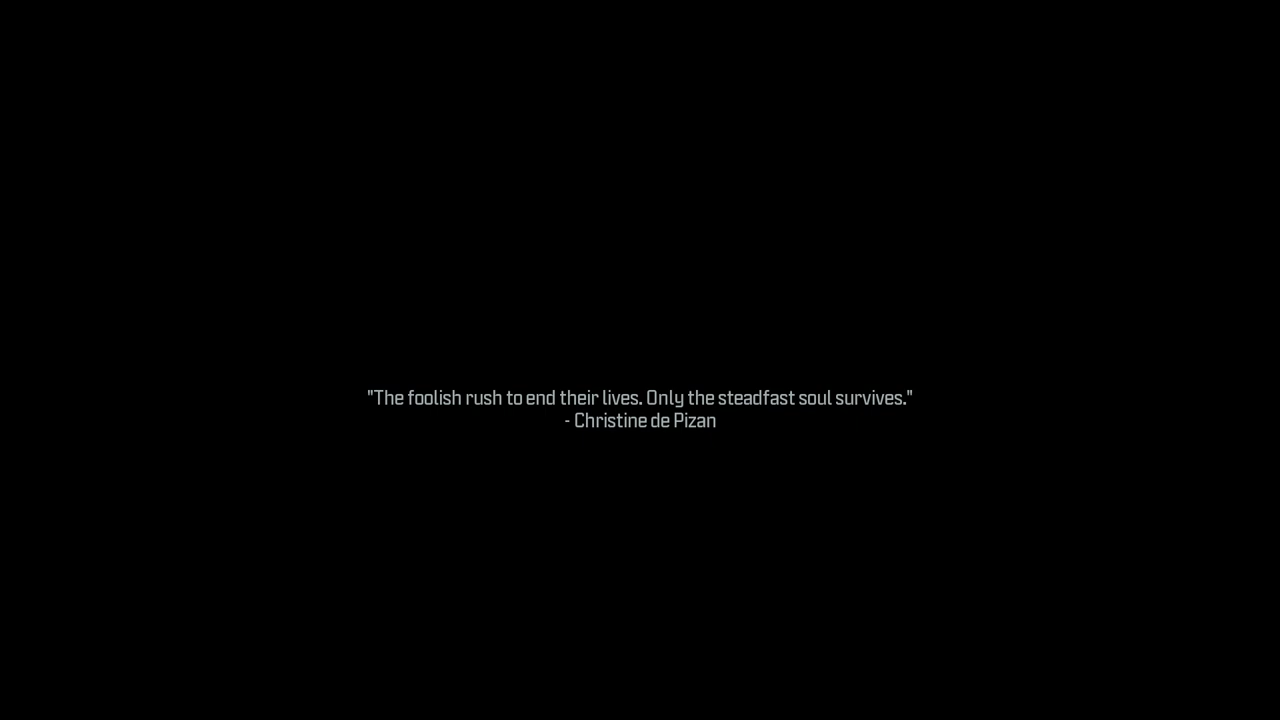 "The foolish rush to end their lives. Only the steadfast soul survives."
- Christine de Pizan